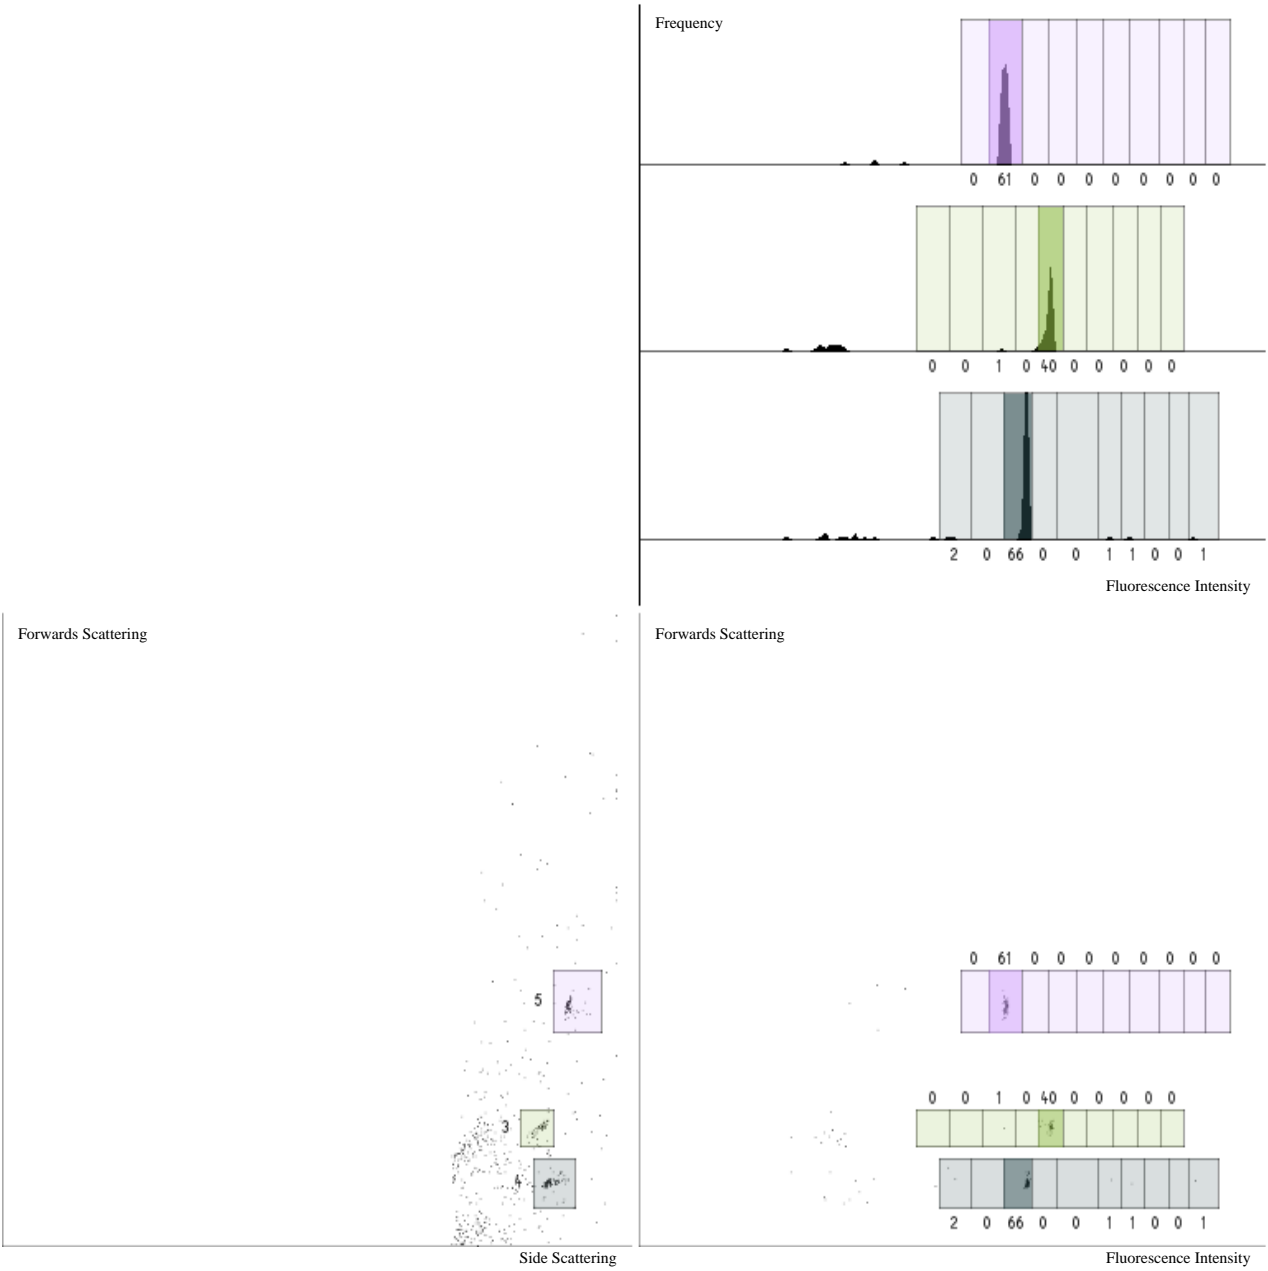 Frequency
0 61 0 0 0 0 0 0 0 0
0 0 1 0 40 0 0 0 0 0
2 0 66 0 0 1 1 0 0 1
Fluorescence Intensity
Forwards Scattering
5
3
4
Side Scattering
Forwards Scattering
0 61 0 0 0 0 0 0 0 0
0 0 1 0 40 0 0 0 0 0
2 0 66 0 0 1 1 0 0 1
Fluorescence Intensity